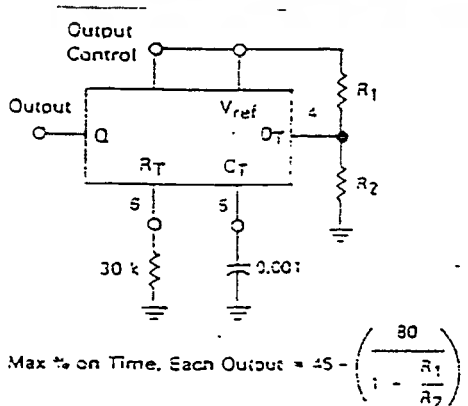 Output
Control
R1
Output
Vref
4
Q
DT
RT
CT
R2
5
30 k
0.001
Max % on Time, Each Output = 45 - ( 80
1 - R1
R2 )